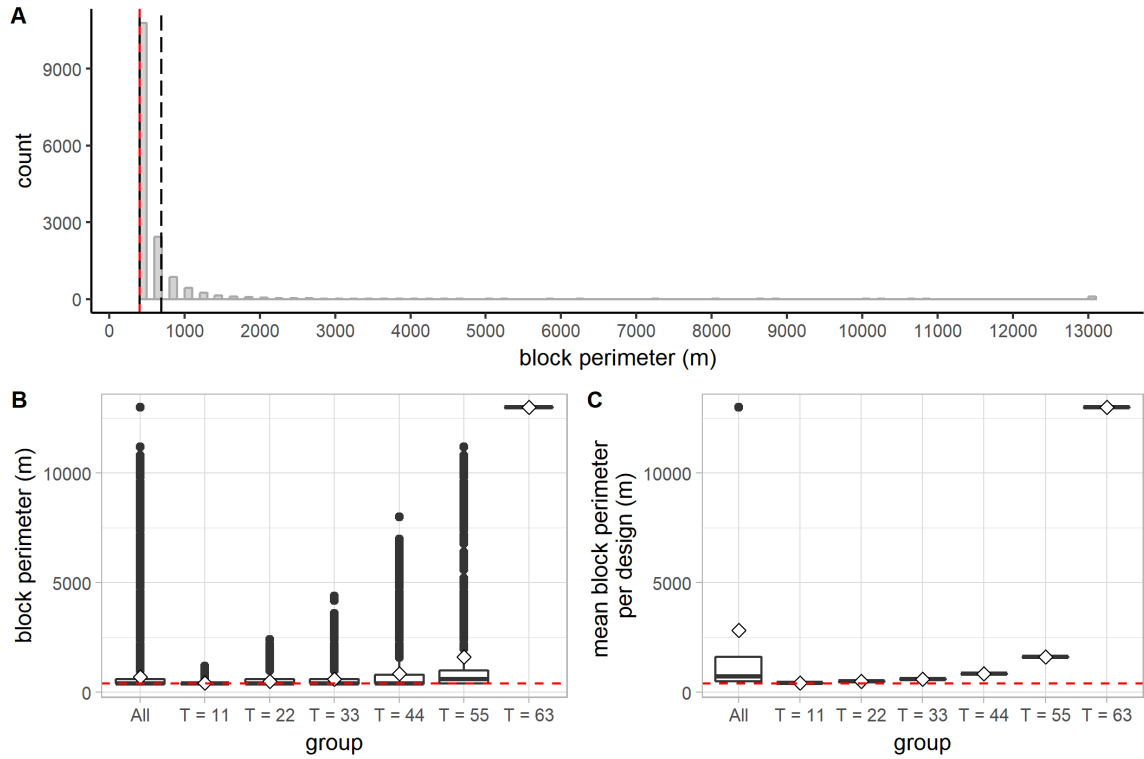 A
count
9000
6000
3000
0
0 1000 2000 3000 4000 5000 6000 7000 8000 9000 10000 11000 12000 13000
block perimeter (m)
B
block perimeter (m)
10000
5000
0
All T = 11 T = 22 T = 33 T = 44 T = 55 T = 63
group
C
mean block perimeter
per design (m)
10000
5000
0
All T = 11 T = 22 T = 33 T = 44 T = 55 T = 63
group